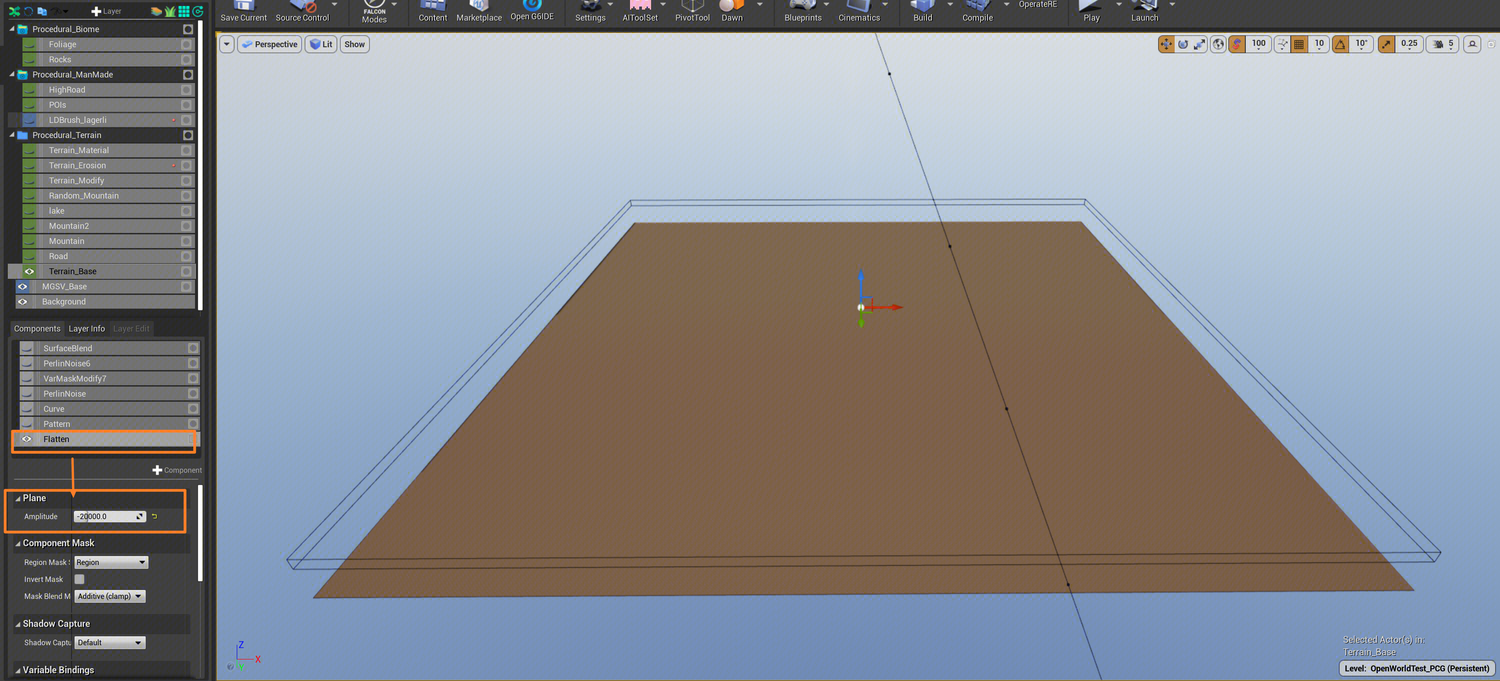 Layer
Save Current
Source Control
FALCON
Modes
Content
Marketplace
Open G6IDE
Settings
AIToolSet
PivotTool
Dawn
Blueprints
Cinematics
Build
Compile
OperateRE
Play
Launch
Procedural_Biome
Foliage
Rocks
Procedural_ManMade
HighRoad
POIs
LDBrush_lagerli
Procedural_Terrain
Terrain_Material
Terrain_Erosion
Terrain_Modify
Random_Mountain
lake
Mountain2
Mountain
Road
Terrain_Base
MGSV_Base
Background
Components Layer Info Layer Edit
SurfaceBlend
PerlinNoise6
VarMaskModify7
PerlinNoise
Curve
Pattern
Flatten
Component
Plane
Amplitude -20000.0
Component Mask
Region Mask Region
Invert Mask
Mask Blend M Additive (clamp)
Shadow Capture
Shadow Captu Default
Variable Bindings
Perspective Lit Show
100 10 10° 0.25 5
Z
X
Selected Actor(s) in:
Terrain_Base
Level: OpenWorldTest_PCG (Persistent)